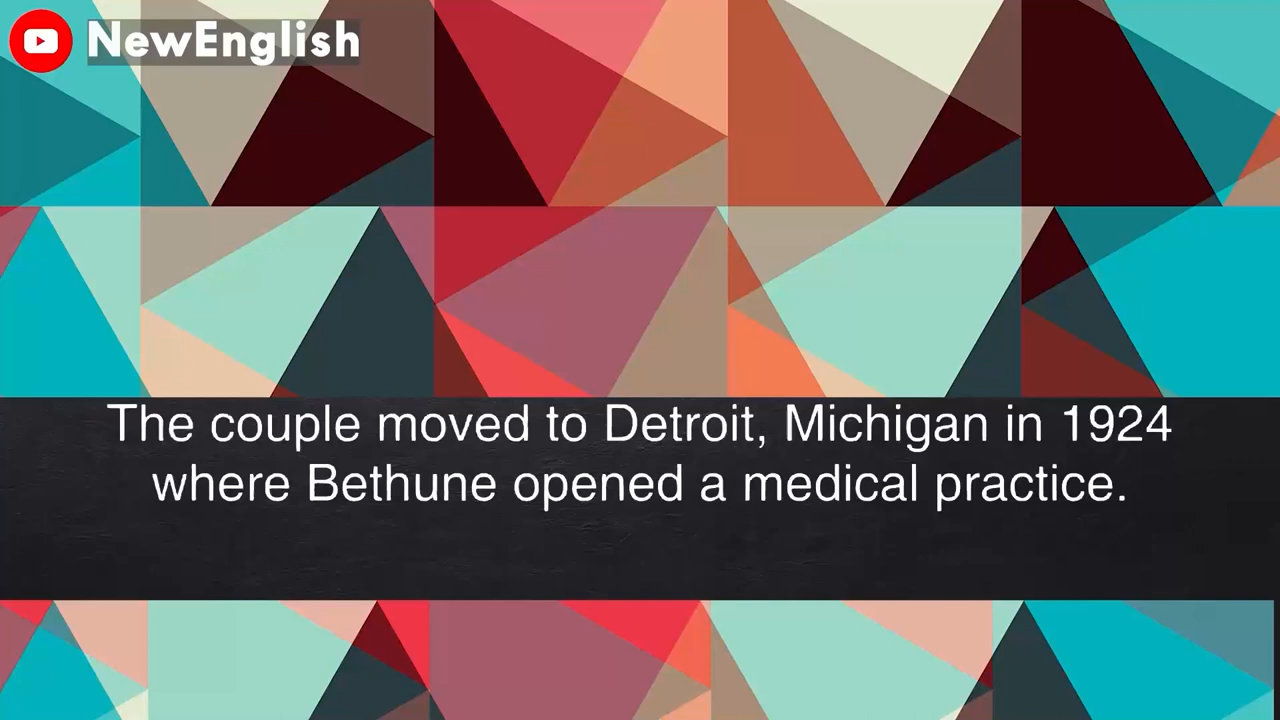 NewEnglish
The couple moved to Detroit, Michigan in 1924
where Bethune opened a medical practice.